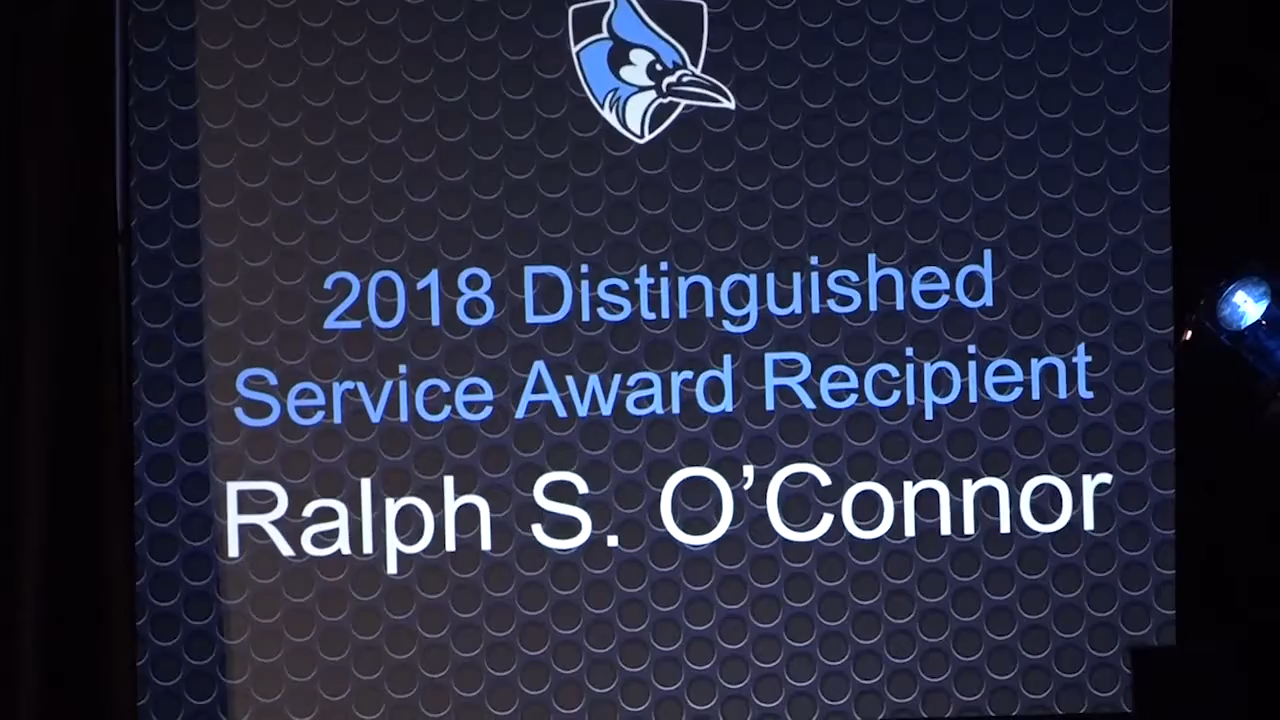 2018 Distinguished
Service Award Recipient
Ralph S. O’Connor